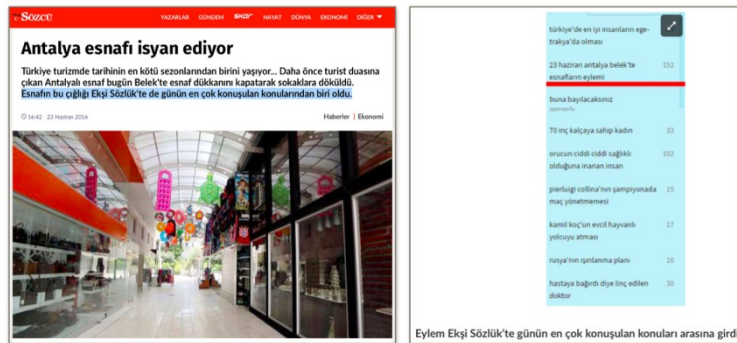 SÖZCÜ
YAZARLAR GÜNDEM SKOR HAYAT DÜNYA EKONOMİ DİĞER
Antalya esnafı isyan ediyor
Türkiye turizmde tarihinin en kötü sezonlarından birini yaşıyor... Daha önce turist duasına
çıkan Antalyalı esnaf bugün Belek'te esnaf dükkanını kapatarak sokaklara döküldü.
Esnafın bu çığlığı Ekşi Sözlük'te de günün en çok konuşulan konularından biri oldu.
16:42 23 Haziran 2016
Haberler | Ekonomi
türkiye'de en iyi insanların ege-
trakya'da olması
23 haziran antalya belek'te 152
esnafların eylemi
buna bayılacaksınız
sponsorlu
70 inç kalçaya sahip kadın 33
orucun ciddi ciddi sağlıklı 102
olduğuna inanan insan
pierluigi collina'nın şampiyonada 15
maç yönetmemesi
kamil koç'un evcil hayvanlı 17
yolcuyu atması
rusya'nın ışınlanma planı 16
hastaya bağırdı diye linç edilen 30
doktor
Eylem Ekşi Sözlük'te günün en çok konuşulan konuları arasına girdi